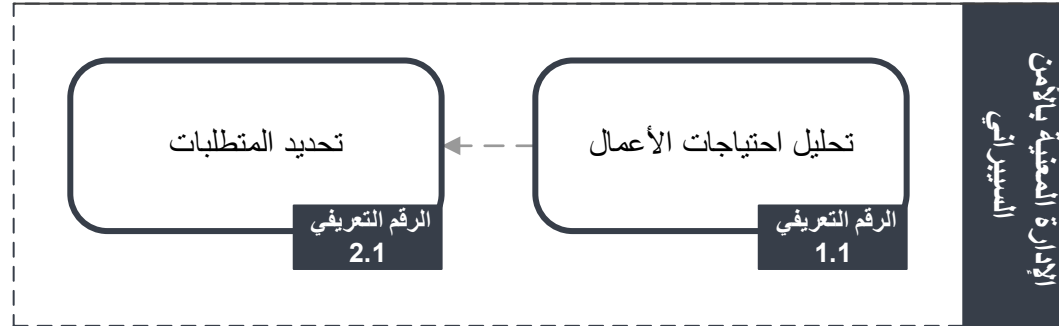 الإدارة المعنية بالأمن
السيبراني
تحليل احتياجات الأعمال
الرقم التعريفي
1.1
تحديد المتطلبات
الرقم التعريفي
2.1